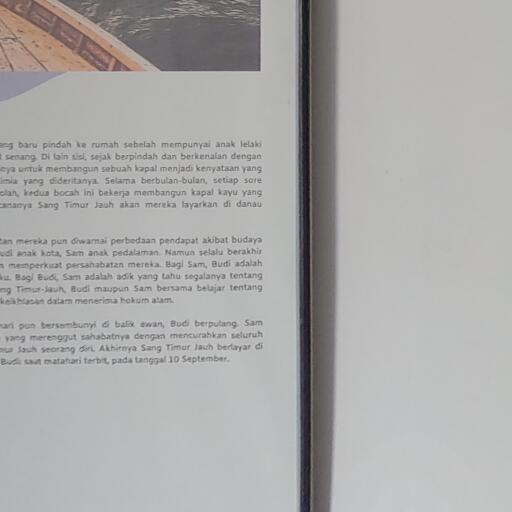 ang baru pindah ke rumah sebelah mempunyai anak lelaki
t senang. Di lain sisi, sejak berpindah dan berkenalan dengan
nya untuk membangun sebuah kapal menjadi kenyataan yang
imia yang dideritanya. Selama berbulan-bulan, setiap sore
olah, kedua bocah ini bekerja membangun kapal kayu yang
cananya Sang Timur Jauh akan mereka layarkan di danau
tan mereka pun diwarnai perbedaan pendapat akibat budaya
udi anak kota, Sam anak pedalaman. Namun selalu berakhir
n memperkuat persahabatan mereka. Bagi Sam, Budi adalah
ku. Bagi Budi, Sam adalah adik yang tahu segalanya tentang
ng Timur-Jauh, Budi maupun Sam bersama belajar tentang
keikhlasan dalam menerima hokum alam.
hari pun bersembunyi di balik awan, Budi berpulang. Sam
yang merenggut sahabatnya dengan mencurahkan seluruh
mur Jauh seorang diri. Akhirnya Sang Timur Jauh berlayar di
Budi: saat matahari terbit, pada tanggal 10 September.